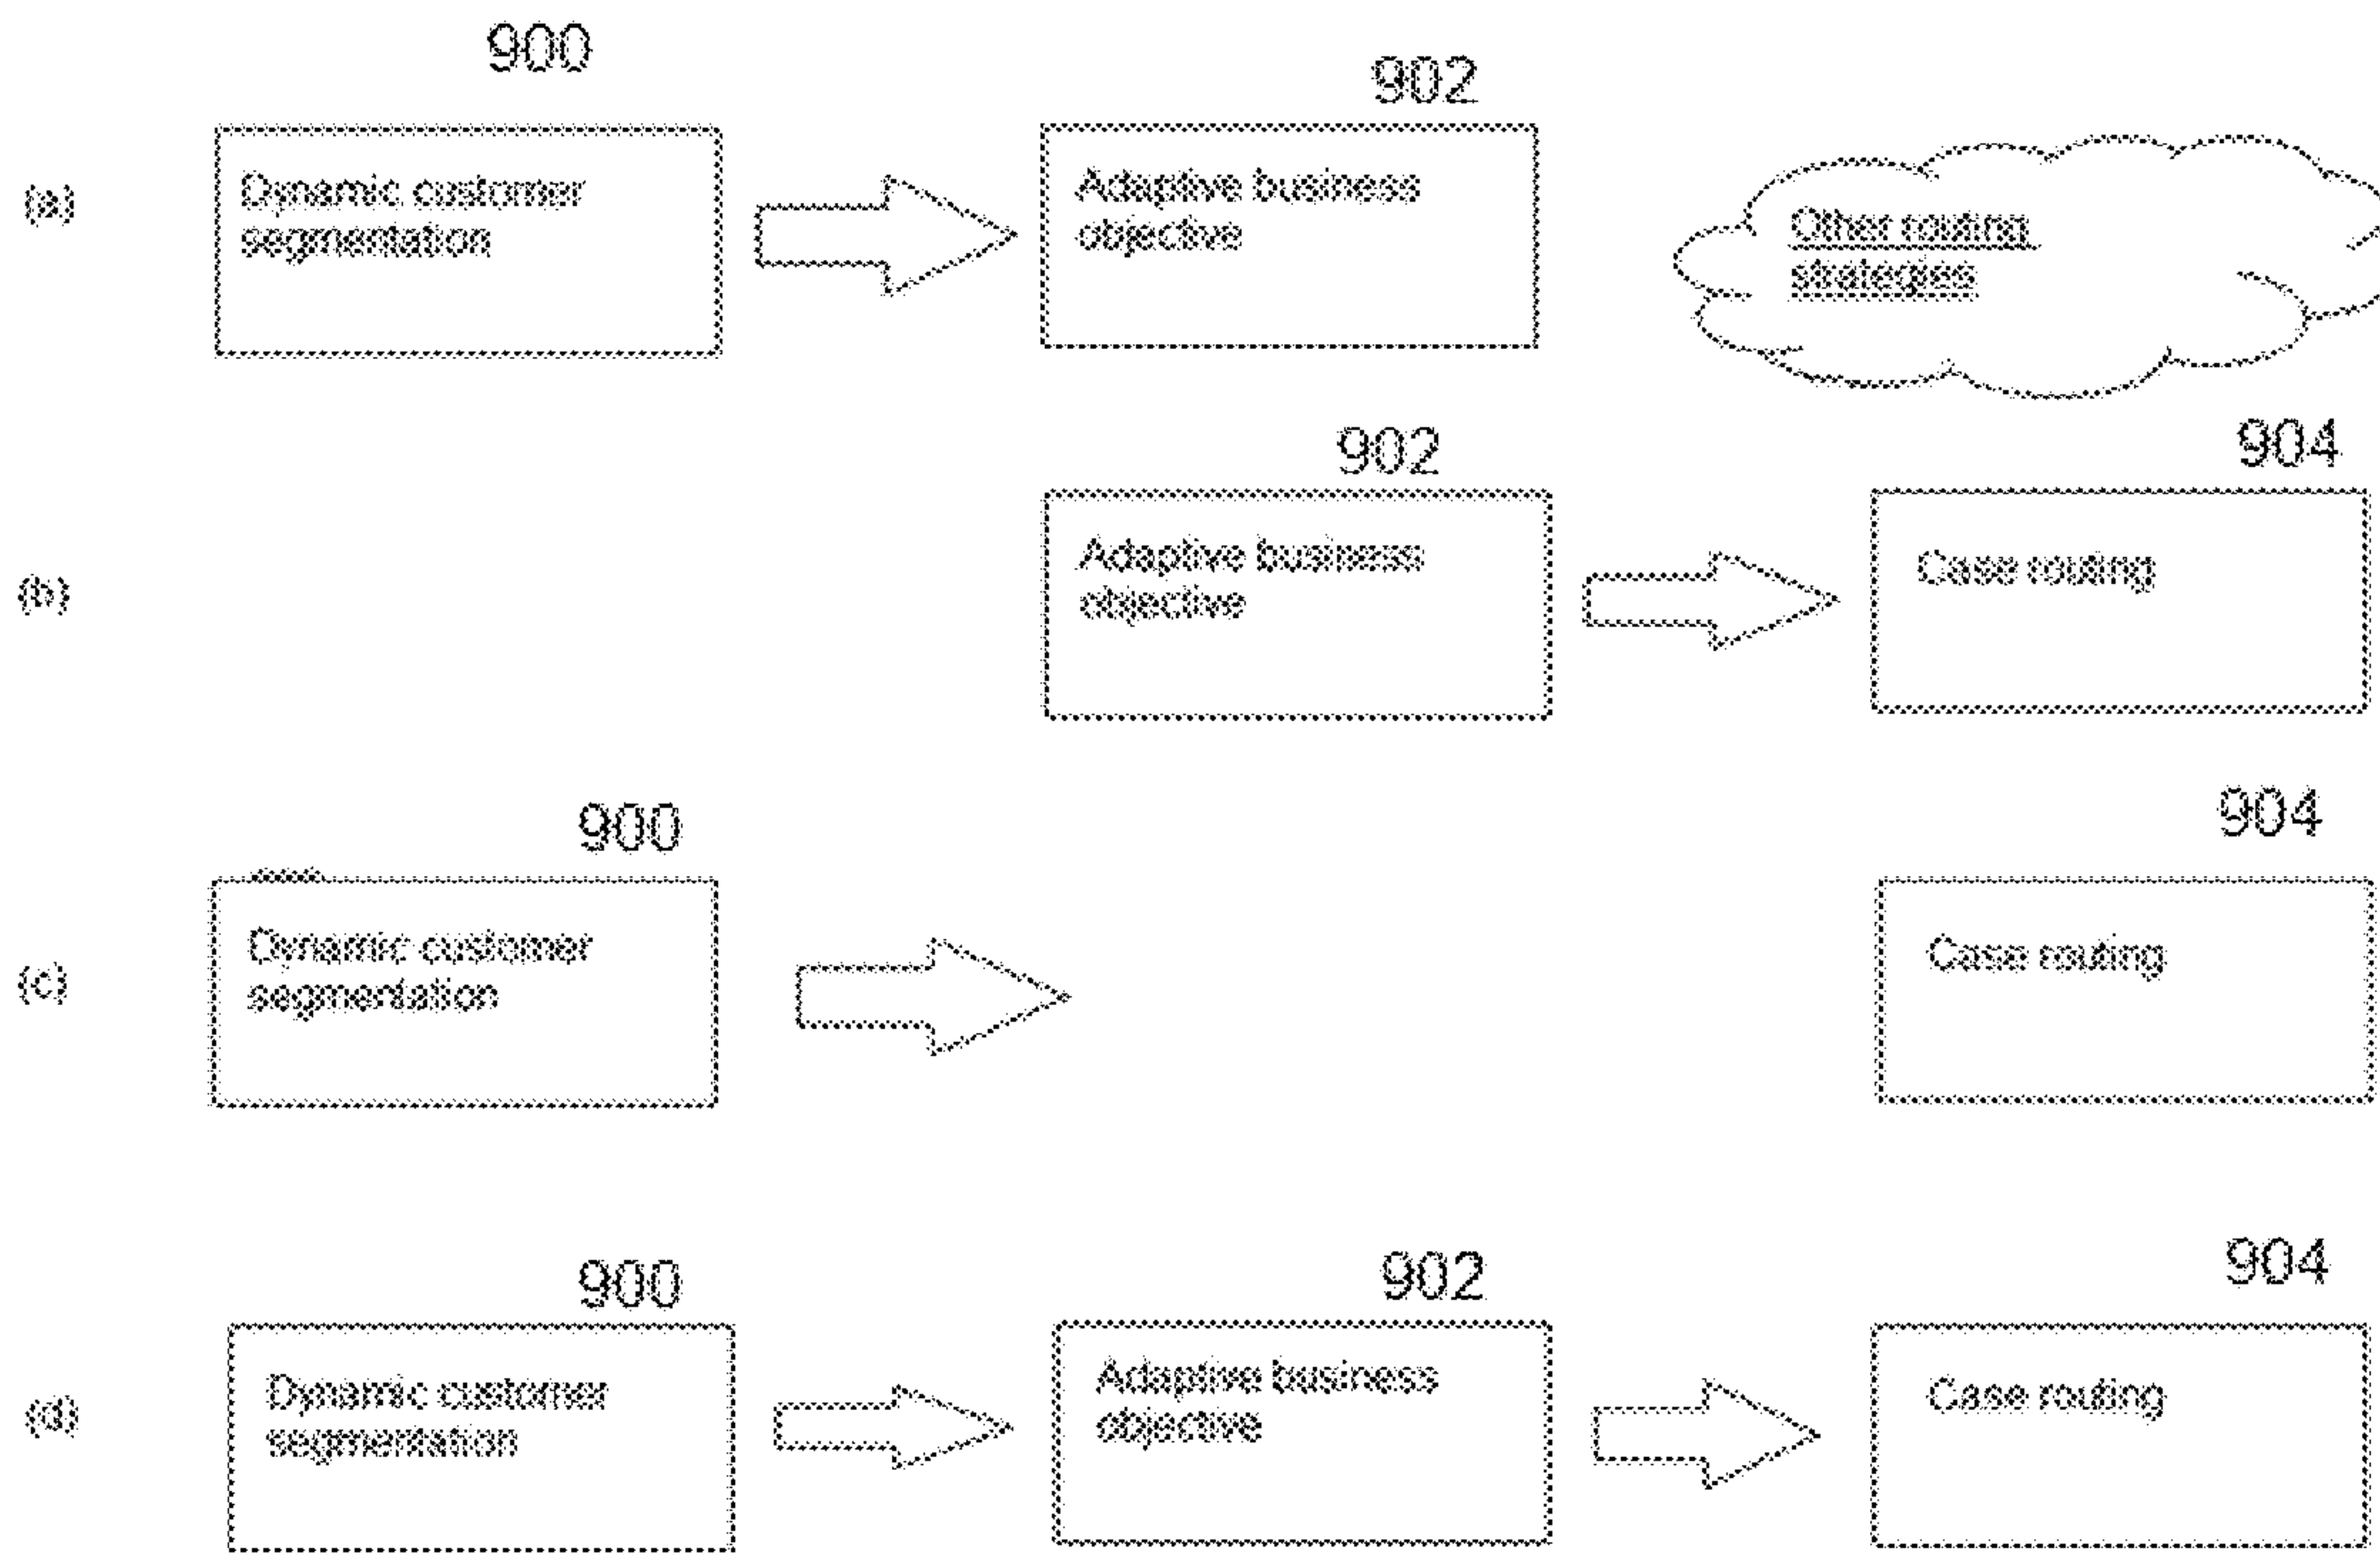 900
902
(a)
Dynamic customer
segmentation
Adaptive business
objective
Other routing
strategies
902
904
(b)
Adaptive business
objective
Case routing
900
904
(c)
Dynamic customer
segmentation
Case routing
900
902
904
(d)
Dynamic customer
segmentation
Adaptive business
objective
Case routing